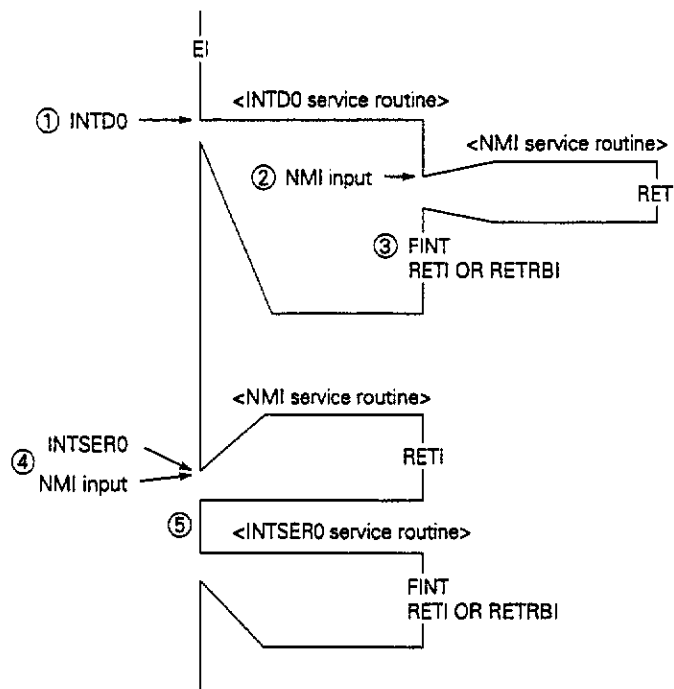 EI
<INTD0 service routine>
① INTD0
<NMI service routine>
② NMI input
RET
③ FINT
RETI OR RETRBI
<NMI service routine>
INTSER0
④
NMI input
RETI
⑤
<INTSER0 service routine>
FINT
RETI OR RETRBI